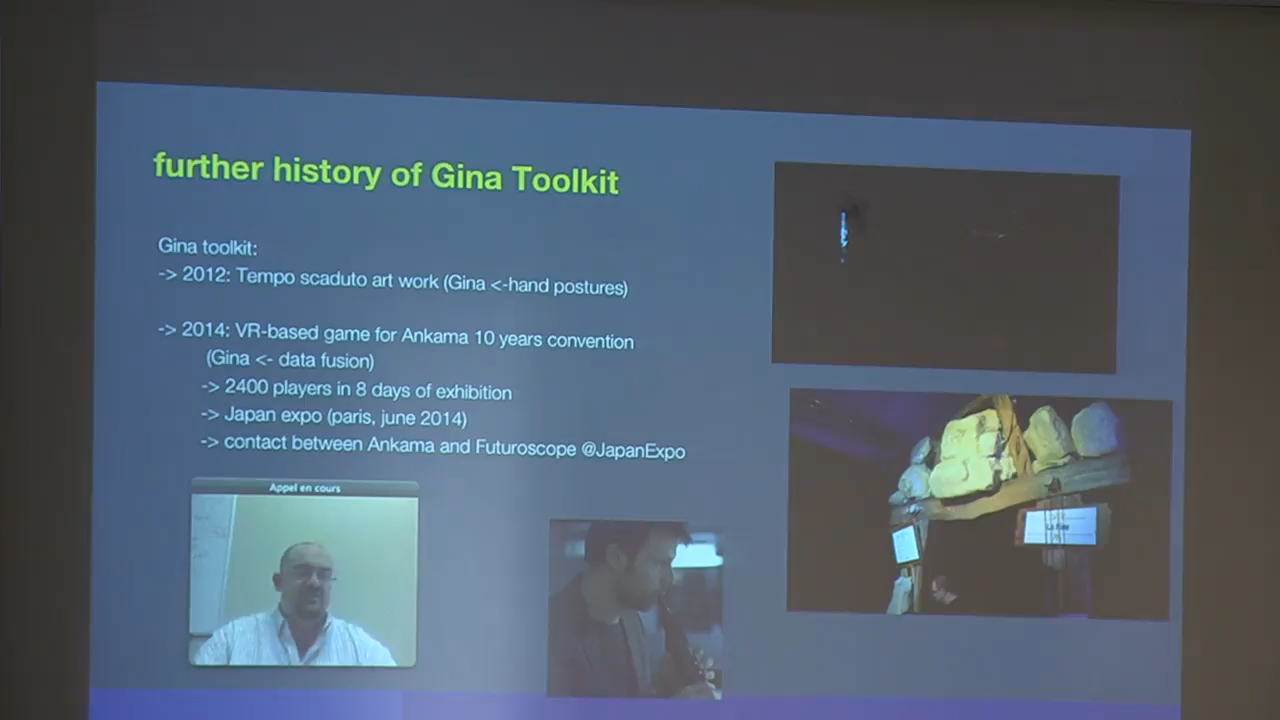 further history of Gina Toolkit
Gina toolkit:
-> 2012: Tempo scaduto art work (Gina <-hand postures)
-> 2014: VR-based game for Ankama 10 years convention
(Gina <- data fusion)
-> 2400 players in 8 days of exhibition
-> Japan expo (paris, june 2014)
-> contact between Ankama and Futuroscope @JapanExpo
Appel en cours